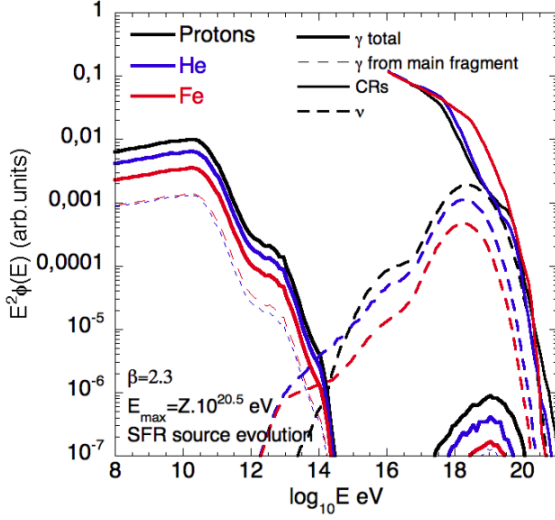 Protons
He
Fe
γ total
γ from main fragment
CRs
ν
E²ϕ(E) (arb.units)
1
0,1
0,01
0,001
0,0001
10⁻⁵
10⁻⁶
10⁻⁷
β=2.3
E_max=Z.10^20.5 eV
SFR source evolution
8 10 12 14 16 18 20
log₁₀E eV